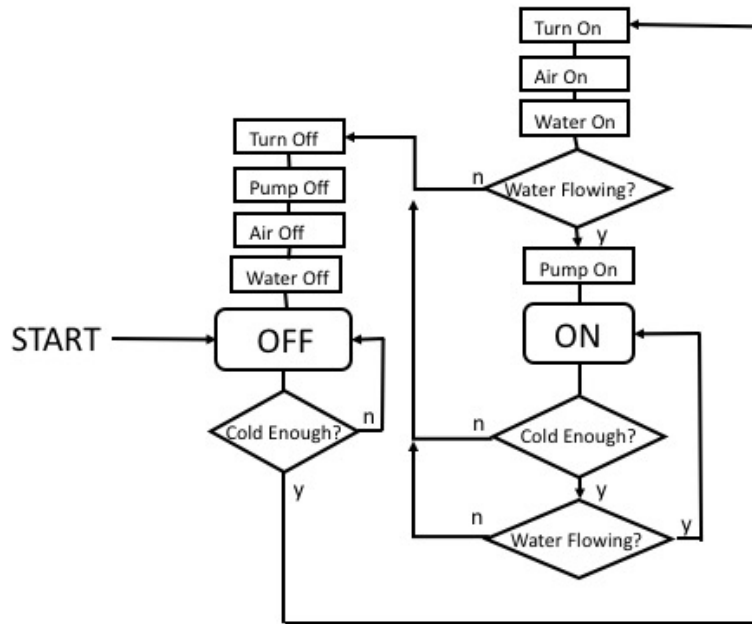 Turn On
Air On
Water On
Water Flowing?
n
y
Pump On
ON
Cold Enough?
n
y
Water Flowing?
n
y
Turn Off
Pump Off
Air Off
Water Off
START
OFF
n
Cold Enough?
y